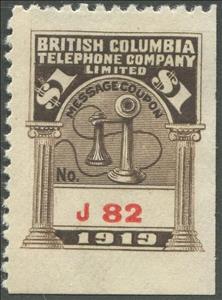 BRITISH COLUMBIA
TELEPHONE COMPANY
LIMITED
$1 $1
MESSAGE COUPON
No.
J 82
1919